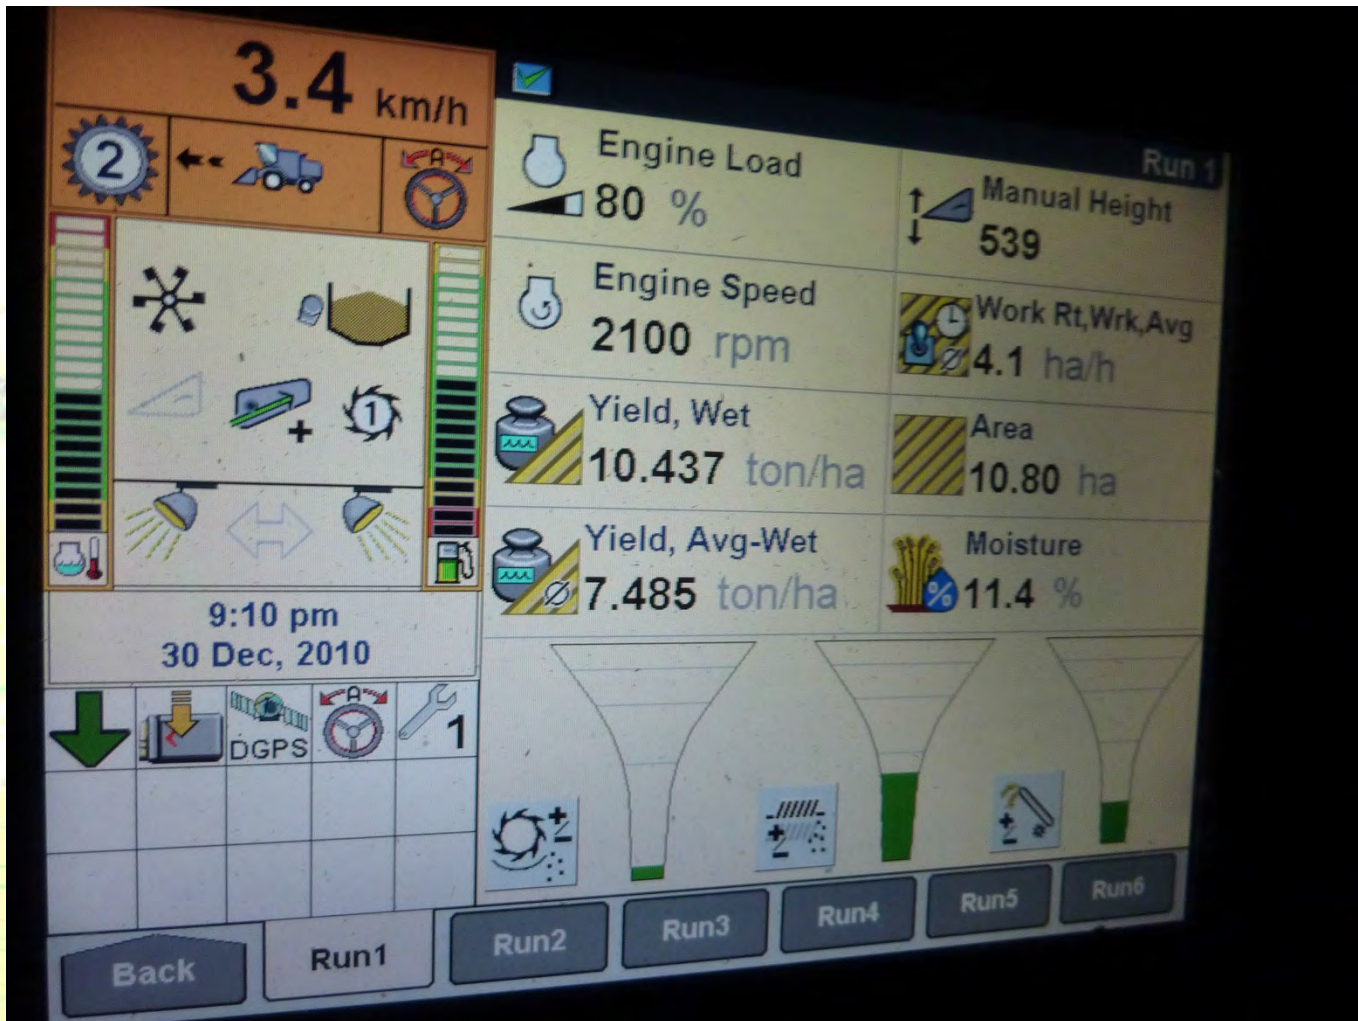 3.4 km/h
2
A
1
9:10 pm
30 Dec, 2010
DGPS
A
1
Run 1
Engine Load
80 %
Manual Height
539
Engine Speed
2100 rpm
Work Rt,Wrk,Avg
4.1 ha/h
Yield, Wet
10.437 ton/ha
Area
10.80 ha
Yield, Avg-Wet
7.485 ton/ha
Moisture
%
11.4 %
Back
Run1
Run2
Run3
Run4
Run5
Run6